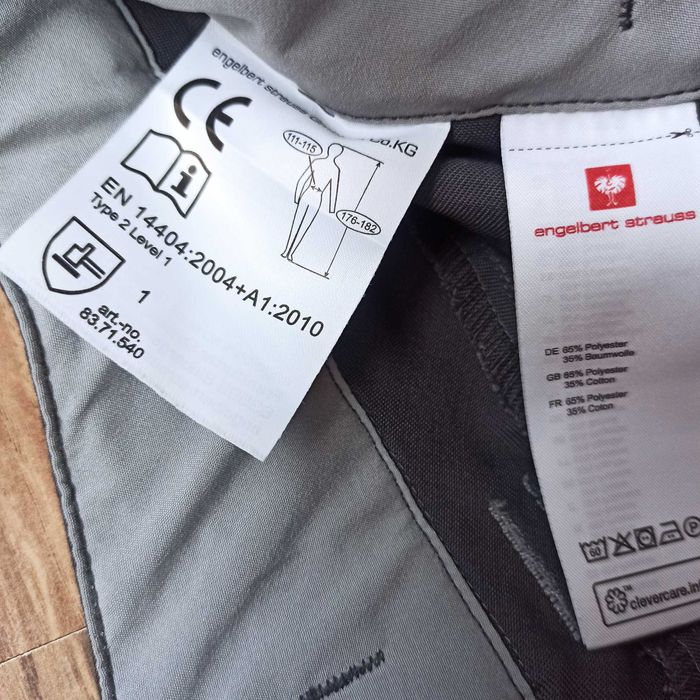 engelbert strauss
Co.KG
111-115
176-182
EN 14404:2004+A1:2010
Type 2 Level 1
1
art.-no.
83.71.540
engelbert strauss
DE 65% Polyester
35% Baumwolle
GB 65% Polyester
35% Cotton
FR 65% Polyester
35% Coton
60
clevercare.in